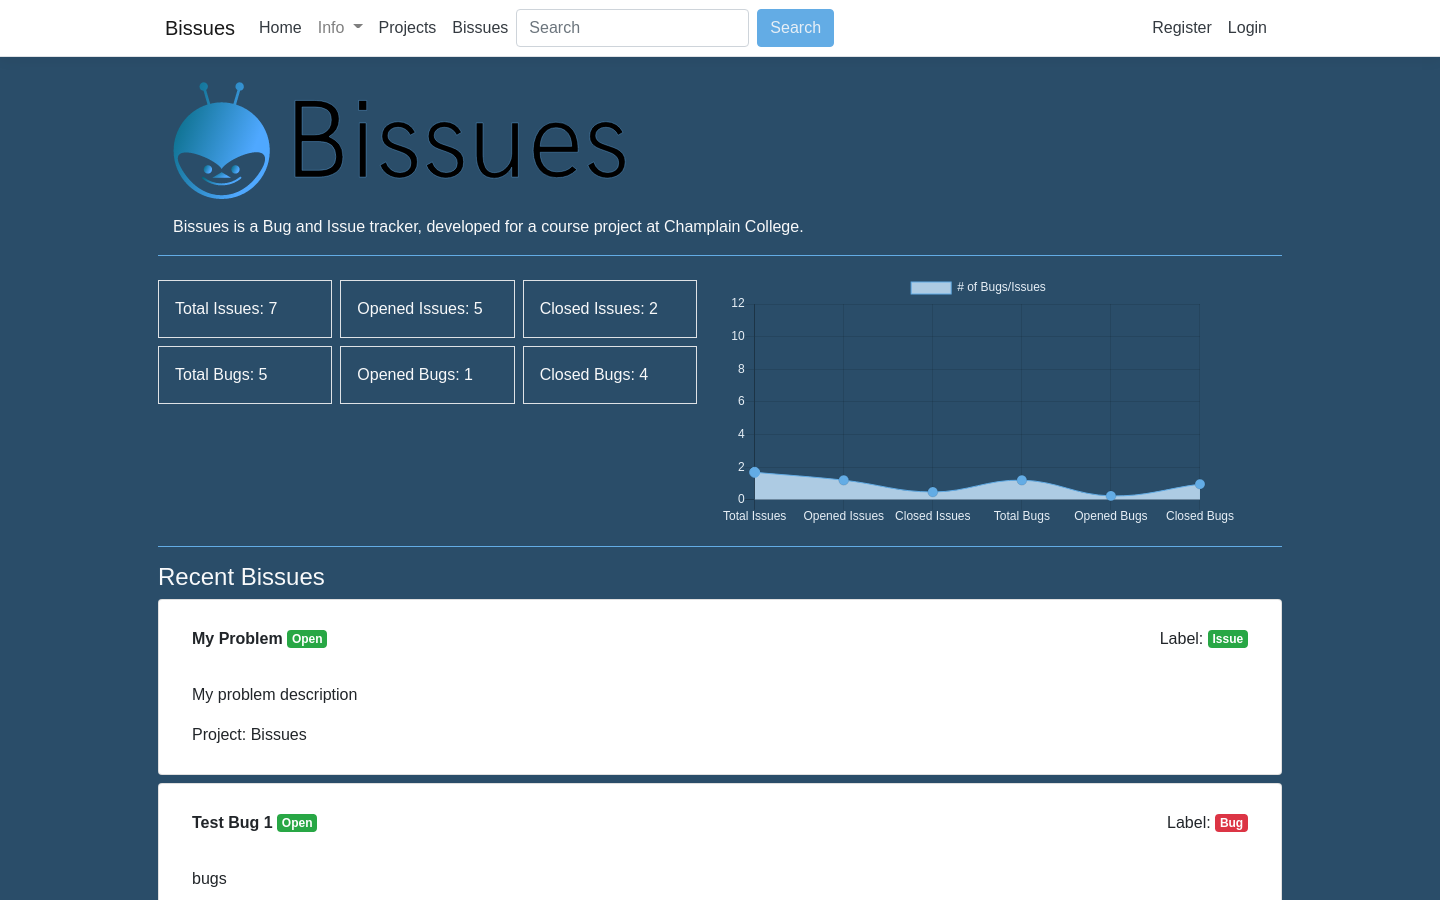 Bissues Home Info Projects Bissues Search Search Register Login
Bissues
Bissues is a Bug and Issue tracker, developed for a course project at Champlain College.
Total Issues: 7
Opened Issues: 5
Closed Issues: 2
Total Bugs: 5
Opened Bugs: 1
Closed Bugs: 4
# of Bugs/Issues
12
10
8
6
4
2
0
Total Issues Opened Issues Closed Issues Total Bugs Opened Bugs Closed Bugs
Recent Bissues
My Problem Open Label: Issue
My problem description
Project: Bissues
Test Bug 1 Open Label: Bug
bugs